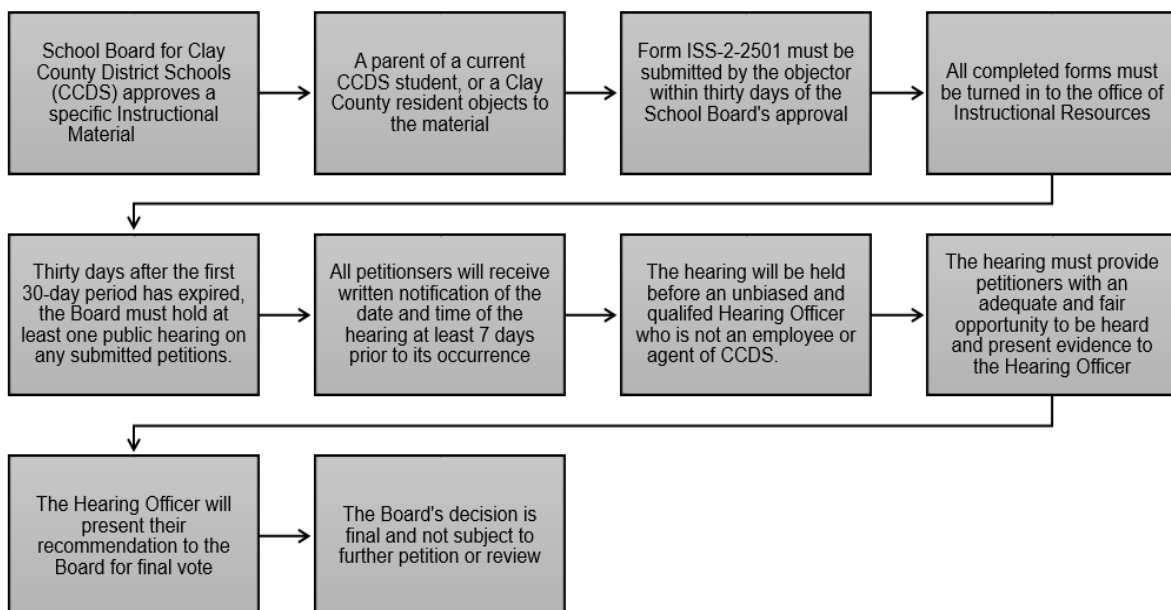 School Board for Clay
County District Schools
(CCDS) approves a
specific Instructional
Material
A parent of a current
CCDS student, or a Clay
County resident objects to
the material
Form ISS-2-2501 must be
submitted by the objector
within thirty days of the
School Board's approval
All completed forms must
be turned in to the office of
Instructional Resources
Thirty days after the first
30-day period has expired,
the Board must hold at
least one public hearing on
any submitted petitions.
All petitionsers will receive
written notification of the
date and time of the
hearing at least 7 days
prior to its occurrence
The hearing will be held
before an unbiased and
qualifed Hearing Officer
who is not an employee or
agent of CCDS.
The hearing must provide
petitioners with an
adequate and fair
opportunity to be heard
and present evidence to
the Hearing Officer
The Hearing Officer will
present their
recommendation to the
Board for final vote
The Board's decision is
final and not subject to
further petition or review